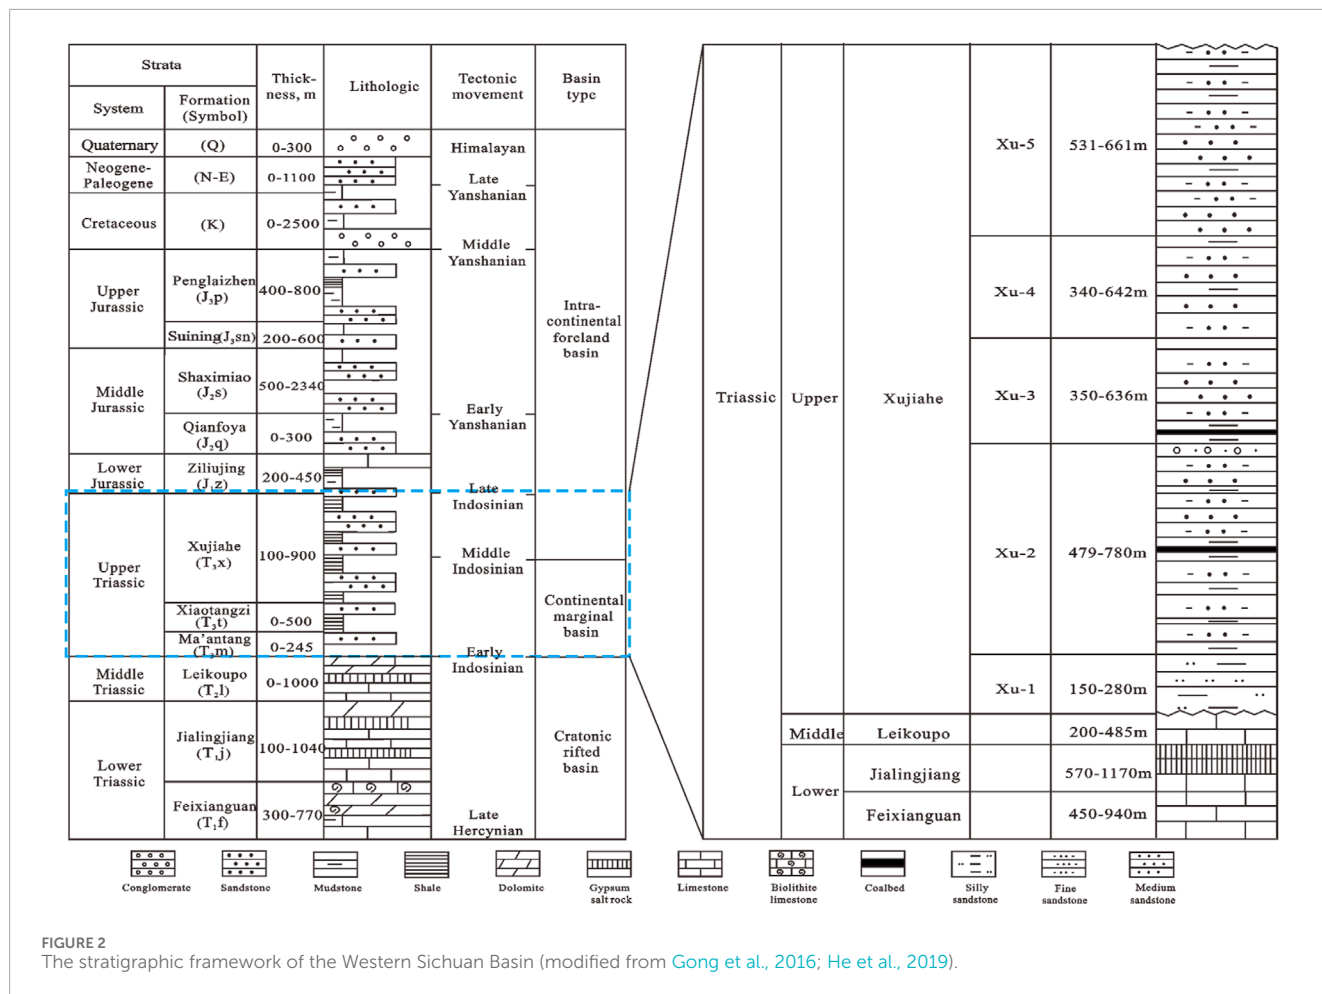 Strata
Thick-
ness, m
Lithologic
Tectonic
movement
Basin
type
System
Formation
(Symbol)
Quaternary
(Q)
0-300
Himalayan
Neogene-
Paleogene
(N-E)
0-1100
Late
Yanshanian
Cretaceous
(K)
0-2500
Middle
Yanshanian
Upper
Jurassic
Penglaizhen
(J₃p)
400-800
Suining(J₃sn)
200-600
Intra-
continental
forcland
basin
Middle
Jurassic
Shaximiao
(J₂s)
500-2340
Early
Yanshanian
Qianfoya
(J₂q)
0-300
Lower
Jurassic
Ziliujing
(J₁z)
200-450
Late
Indosinian
Upper
Triassic
Xujiahe
(T₃x)
100-900
Middle
Indosinian
Xiaotangzi
(T₃t)
0-500
Continental
marginal
basin
Ma'antang
(T₃m)
0-245
Early
Indosinian
Middle
Triassic
Leikoupo
(T₂l)
0-1000
Lower
Triassic
Jialingjiang
(T₁j)
100-1040
Cratonic
rifted
basin
Feixianguan
(T₁f)
300-770
Late
Hercynian
Triassic
Upper
Xujiahe
Xu-5
531-661m
Xu-4
340-642m
Xu-3
350-636m
Xu-2
479-780m
Xu-1
150-280m
Middle
Leikoupo
200-485m
Lower
Jialingjiang
570-1170m
Feixianguan
450-940m
Conglomerate
Sandstone
Mudstone
Shale
Dolomite
Gypsum
salt rock
Limestone
Biolithite
limestone
Coalbed
Silly
sandstone
Fine
sandstone
Medium
sandstone
FIGURE 2
The stratigraphic framework of the Western Sichuan Basin (modified from Gong et al., 2016; He et al., 2019).